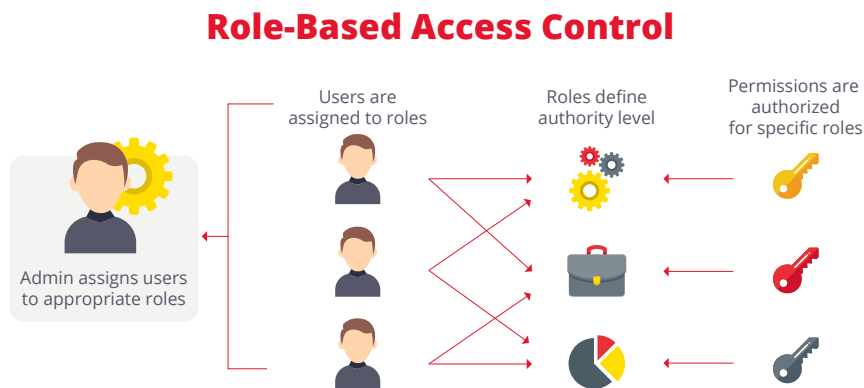 Role-Based Access Control
Users are
assigned to roles
Roles define
authority level
Permissions are
authorized
for specific roles
Admin assigns users
to appropriate roles